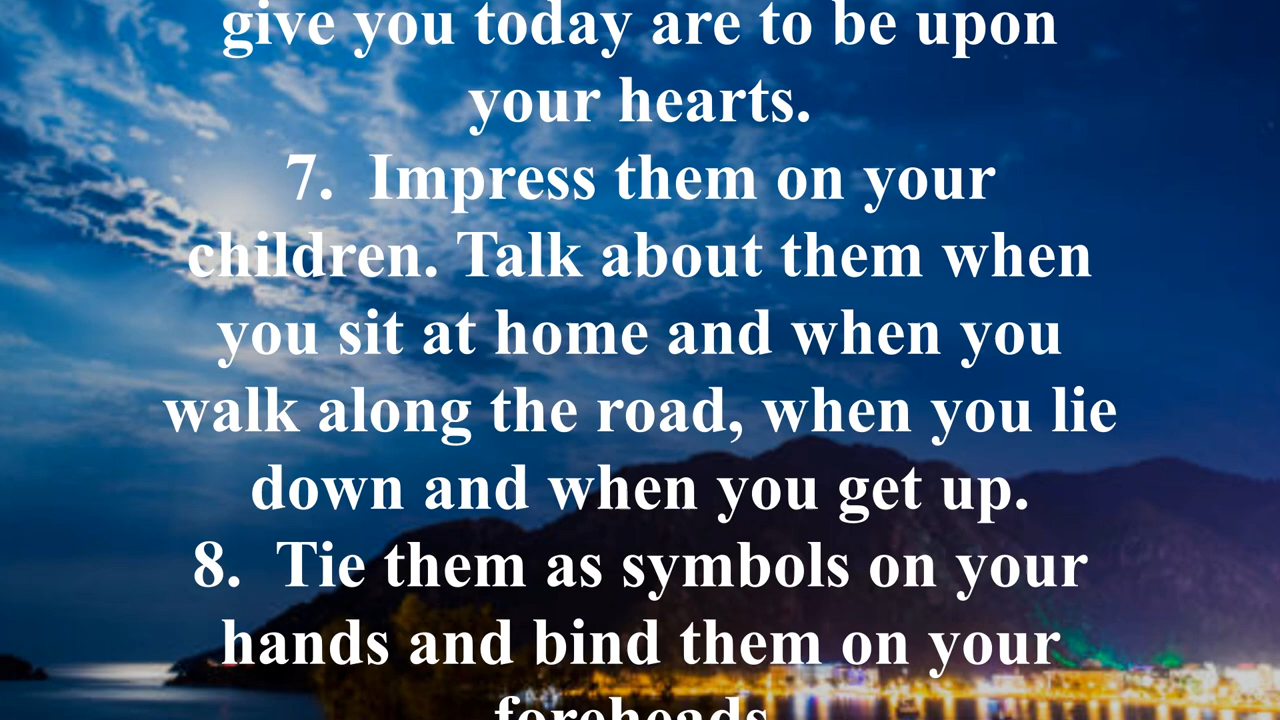 give you today are to be upon
your hearts.
7. Impress them on your
children. Talk about them when
you sit at home and when you
walk along the road, when you lie
down and when you get up.
8. Tie them as symbols on your
hands and bind them on your
foreheads.